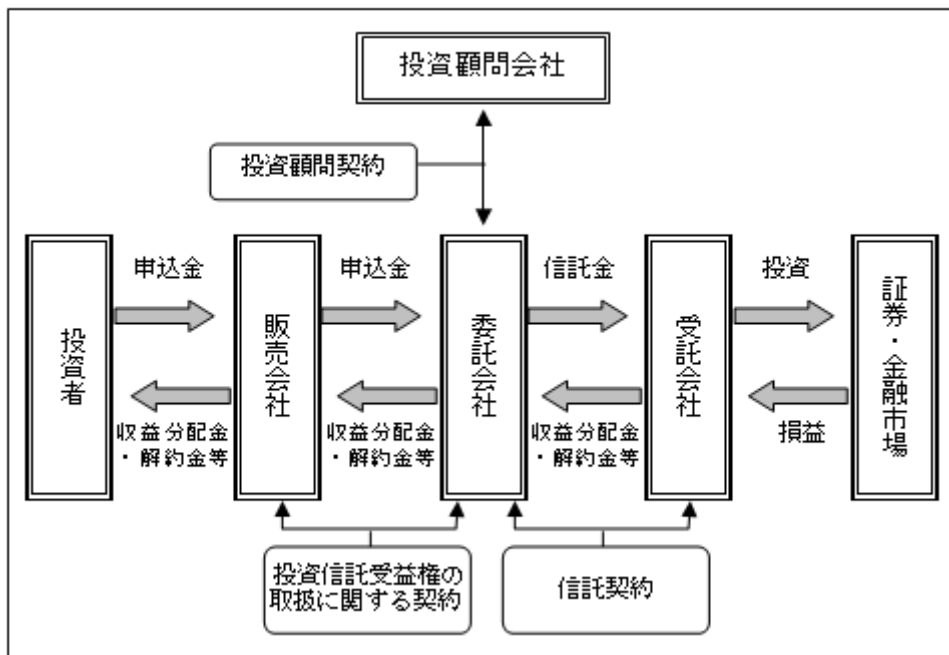 投資顧問会社
投資顧問契約
投資者
申込金
収益分配金
・解約金等
販売会社
申込金
収益分配金
・解約金等
委託会社
信託金
収益分配金
・解約金等
受託会社
投資
損益
証券・金融市場
投資信託受益権の
取扱に関する契約
信託契約